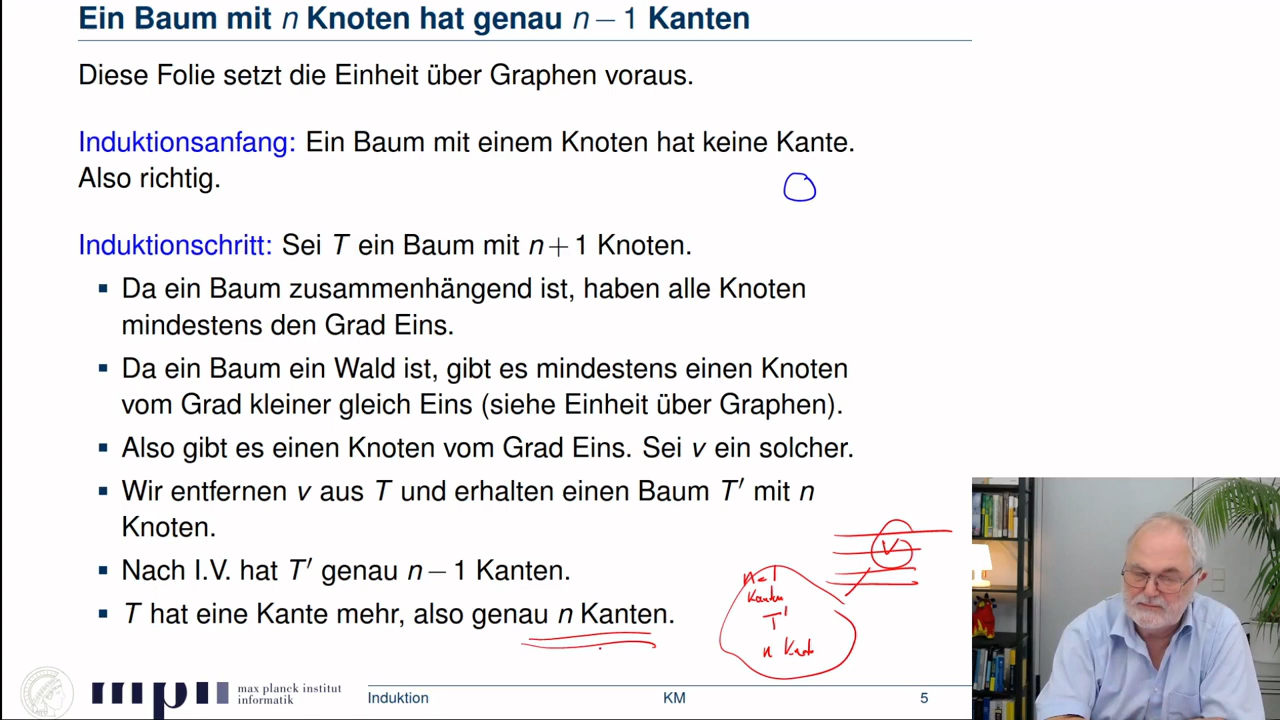 Ein Baum mit n Knoten hat genau n − 1 Kanten
Diese Folie setzt die Einheit über Graphen voraus.
Induktionsanfang: Ein Baum mit einem Knoten hat keine Kante.
Also richtig.
Induktionschritt: Sei T ein Baum mit n + 1 Knoten.
▪ Da ein Baum zusammenhängend ist, haben alle Knoten
mindestens den Grad Eins.
▪ Da ein Baum ein Wald ist, gibt es mindestens einen Knoten
vom Grad kleiner gleich Eins (siehe Einheit über Graphen).
▪ Also gibt es einen Knoten vom Grad Eins. Sei v ein solcher.
▪ Wir entfernen v aus T und erhalten einen Baum T′ mit n
Knoten.
▪ Nach I.V. hat T′ genau n − 1 Kanten.
▪ T hat eine Kante mehr, also genau n Kanten.
v
n-1
Kanten
T'
n
mpii max planck institut
informatik
Induktion KM 5